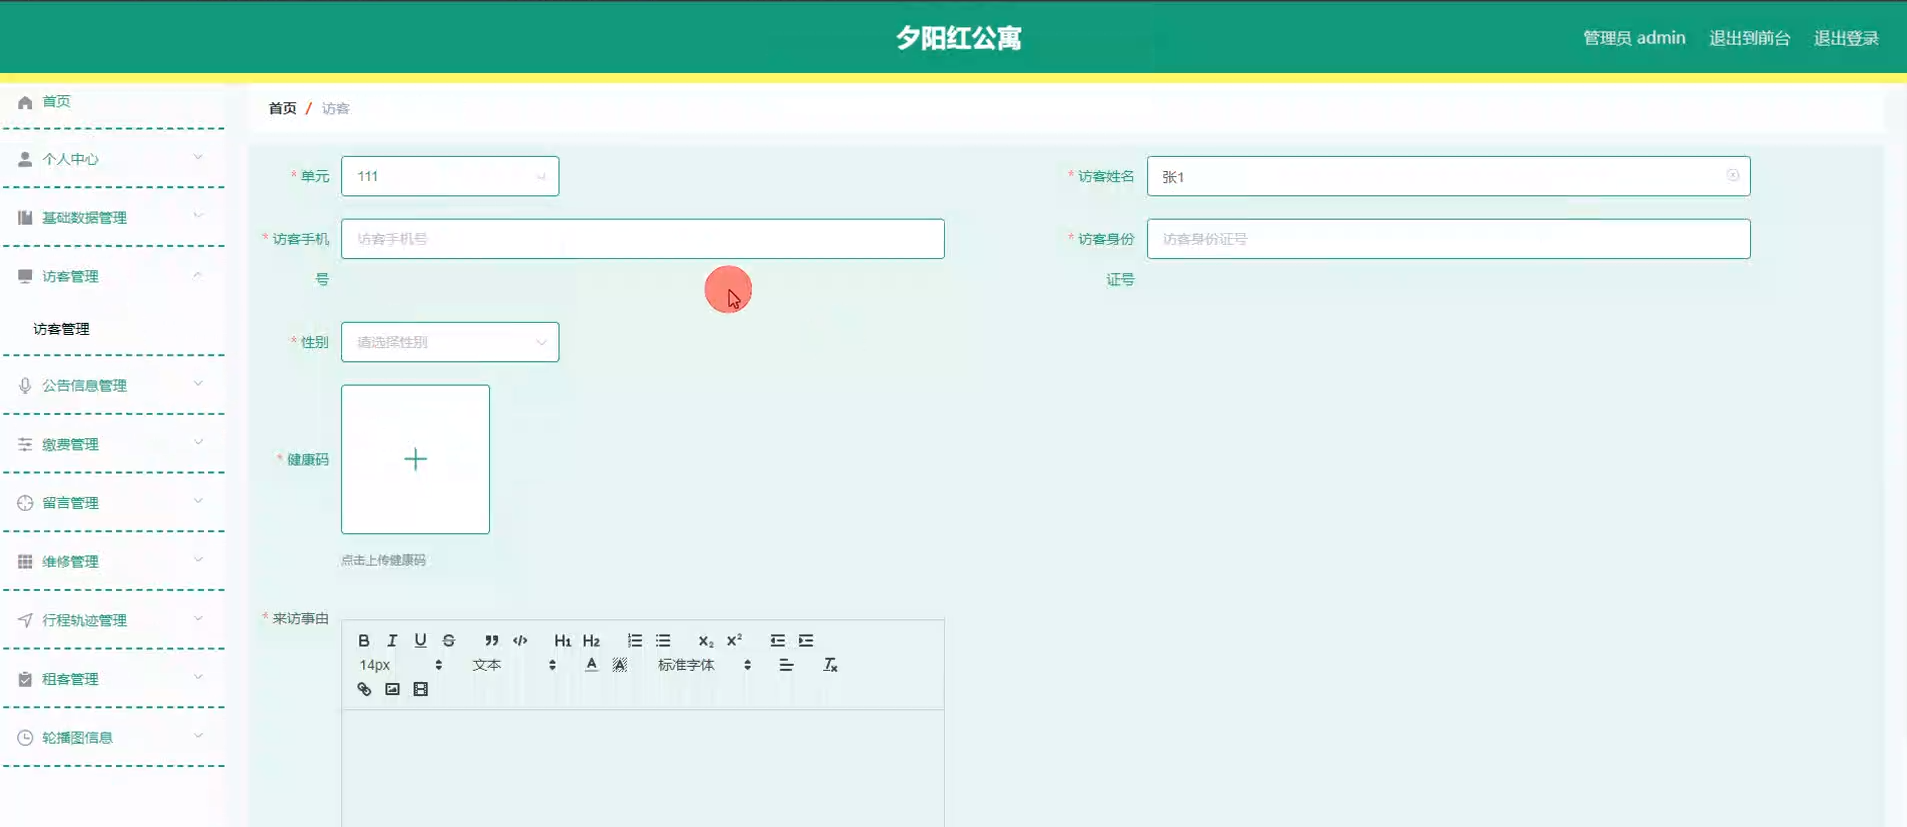 夕阳红公寓
管理员 admin 退出到前台 退出登录
首页
个人中心
基础数据管理
访客管理
访客管理
公告信息管理
缴费管理
留言管理
维修管理
行程轨迹管理
租客管理
轮播图信息
首页 / 访客
* 单元 111
* 访客姓名 张1
* 访客手机号 访客手机号
* 访客身份证号 访客身份证号
* 性别 请选择性别
* 健康码
点击上传健康码
* 来访事由
B I U S H1 H2 X₂ X²
14px 文本 A A 标准字体 Tx